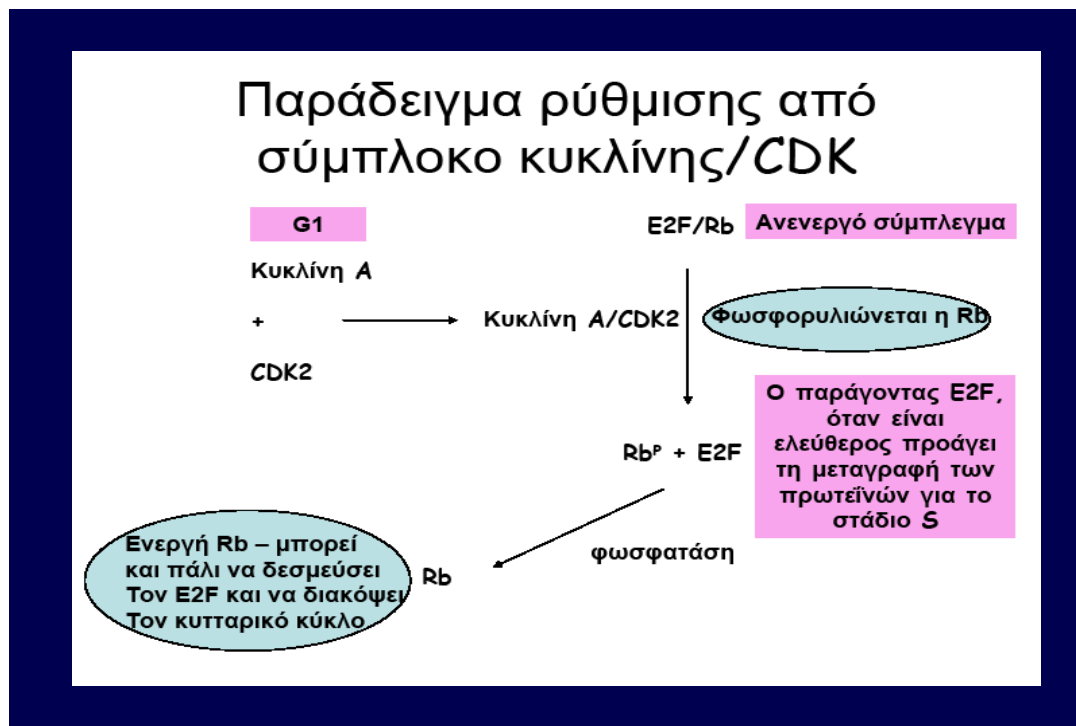 Παράδειγμα ρύθμισης από
σύμπλοκο κυκλίνης/CDK
G1
E2F/Rb
Ανενεργό σύμπλεγμα
Κυκλίνη A
+
Κυκλίνη A/CDK2
Φωσφορυλιώνεται η Rb
CDK2
Ο παράγοντας E2F,
όταν είναι
ελεύθερος προάγει
τη μεταγραφή των
πρωτεΐνών για το
στάδιο S
Rbᴾ + E2F
φωσφατάση
Ενεργή Rb – μπορεί
και πάλι να δεσμεύσει
Τον E2F και να διακόψει
Τον κυτταρικό κύκλο
Rb